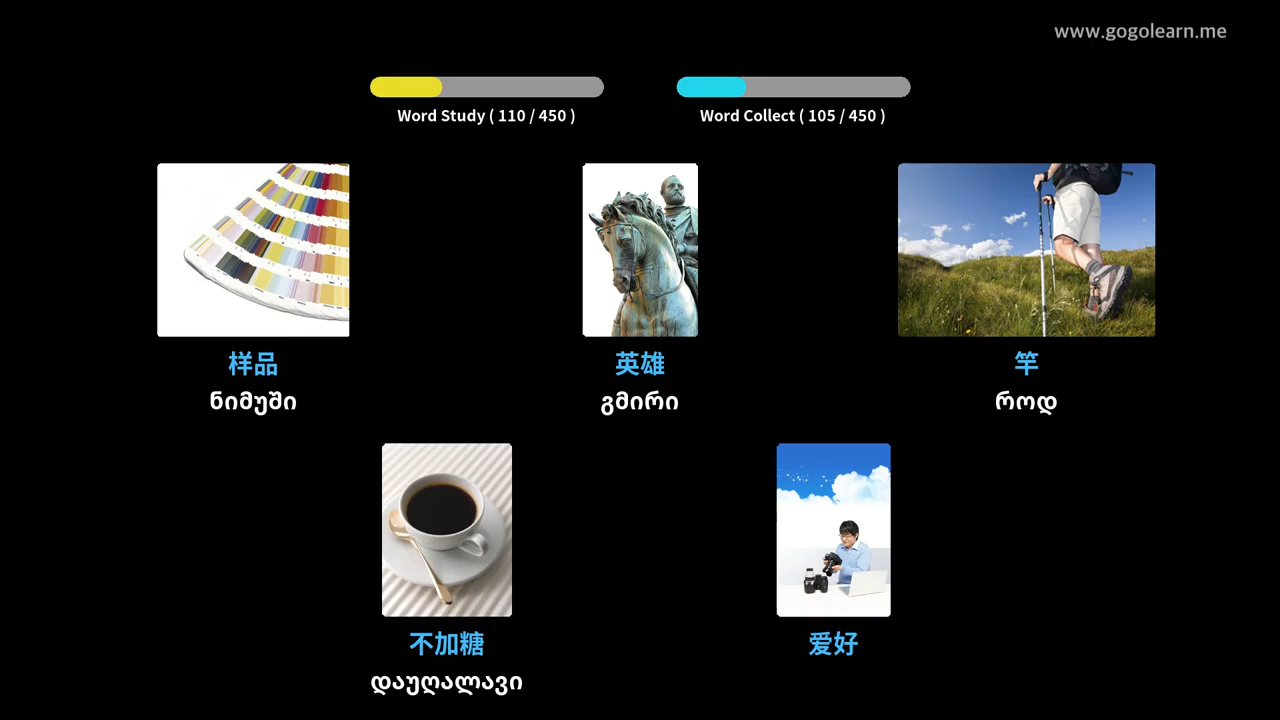 www.gogolearn.me
Word Study ( 110 / 450 )
Word Collect ( 105 / 450 )
样品
ნიმუში
英雄
გმირი
竿
როდ
不加糖
დაუღალავი
爱好